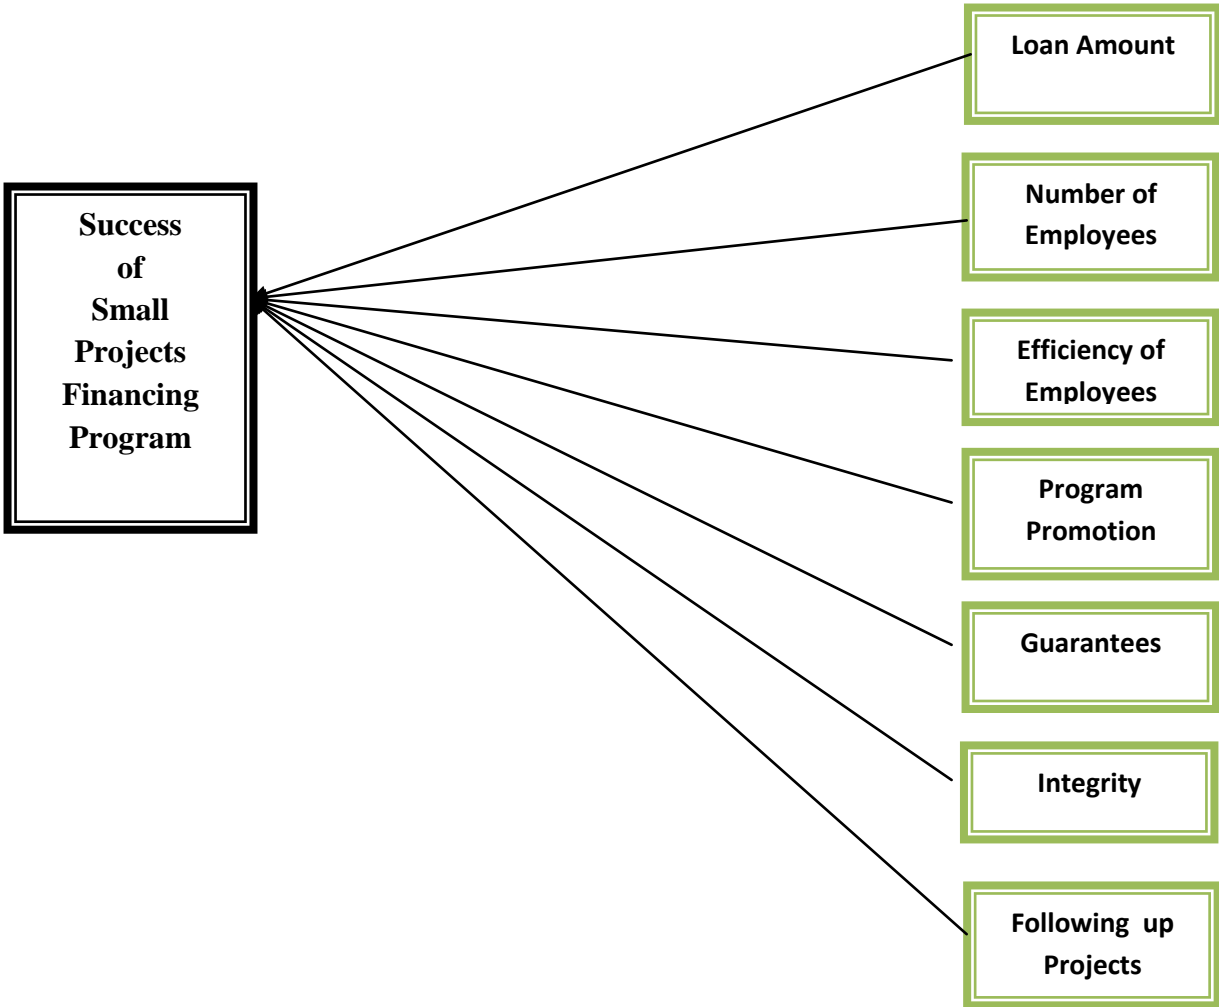 Success
of
Small
Projects
Financing
Program
Loan Amount
Number of
Employees
Efficiency of
Employees
Program
Promotion
Guarantees
Integrity
Following up
Projects